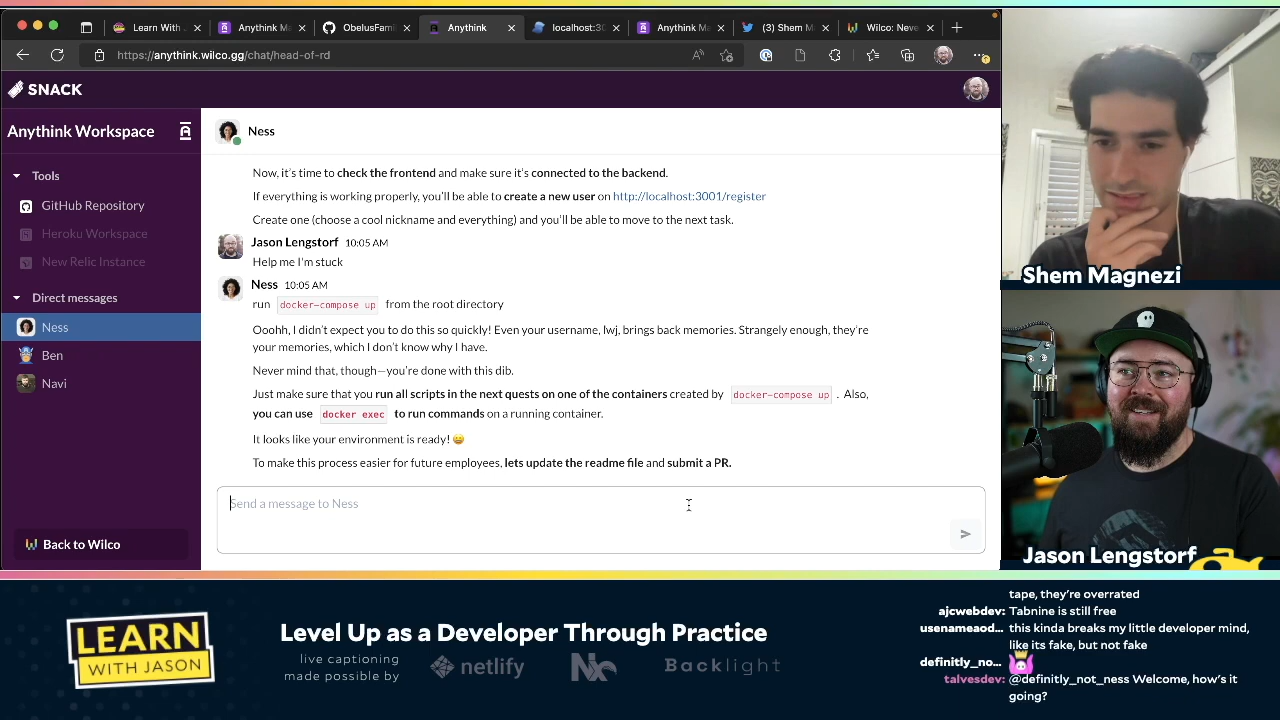 Learn With
Anythink M
ObelusFami
Anythink
localhost:30
Anythink M
(3) Shem M
Wilco: Neve
https://anythink.wilco.gg/chat/head-of-rd
SNACK
Anythink Workspace
Tools
GitHub Repository
Heroku Workspace
New Relic Instance
Direct messages
Ness
Ben
Navi
Back to Wilco
Ness
Now, it's time to check the frontend and make sure it's connected to the backend.
If everything is working properly, you'll be able to create a new user on http://localhost:3001/register
Create one (choose a cool nickname and everything) and you'll be able to move to the next task.
Jason Lengstorf 10:05 AM
Help me I'm stuck
Ness 10:05 AM
run docker-compose up from the root directory
Ooohh, I didn't expect you to do this so quickly! Even your username, lwj, brings back memories. Strangely enough, they're
your memories, which I don't know why I have.
Never mind that, though—you're done with this dib.
Just make sure that you run all scripts in the next quests on one of the containers created by docker-compose up . Also,
you can use docker exec to run commands on a running container.
It looks like your environment is ready! 😄
To make this process easier for future employees, lets update the readme file and submit a PR.
Send a message to Ness
Shem Magnezi
Jason Lengstorf
LEARN
WITH JASON
Level Up as a Developer Through Practice
live captioning
made possible by
netlify
Backlight
tape, they're overrated
ajcwebdev: Tabnine is still free
usenameaod... this kinda breaks my little developer mind,
like its fake, but not fake
definitly_no...
talvesdev: @definitly_not_ness Welcome, how's it
going?